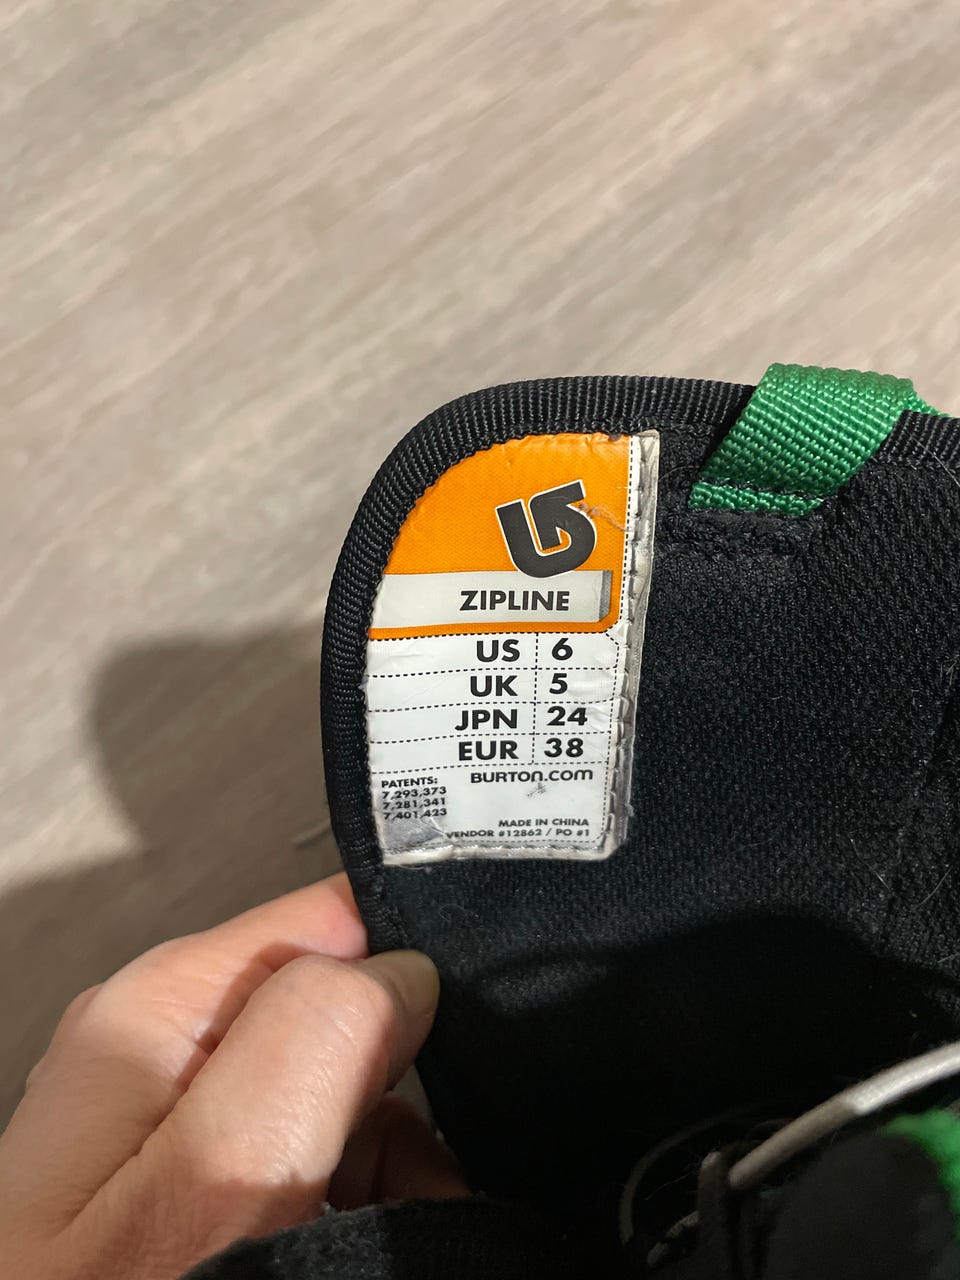 ZIPLINE
US 6
UK 5
JPN 24
EUR 38
BURTON.COM
PATENTS:
7,293,373
7,281,341
7,401,423
MADE IN CHINA
VENDOR #12862 / PO #1